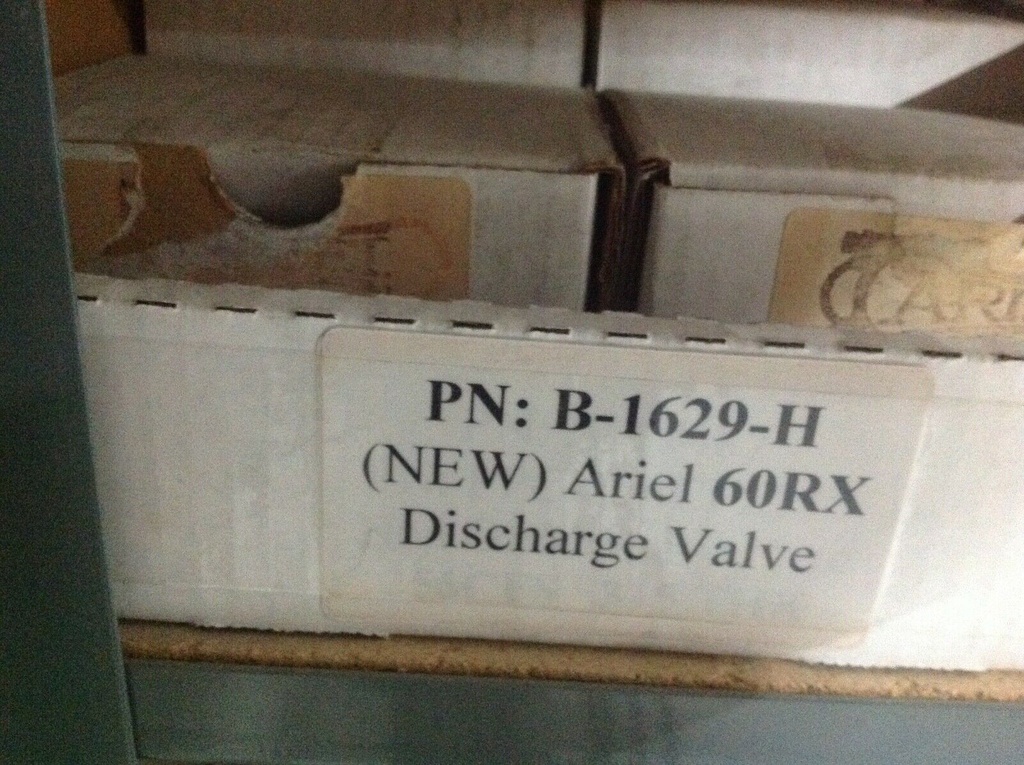 PN: B-1629-H
(NEW) Ariel 60RX
Discharge Valve